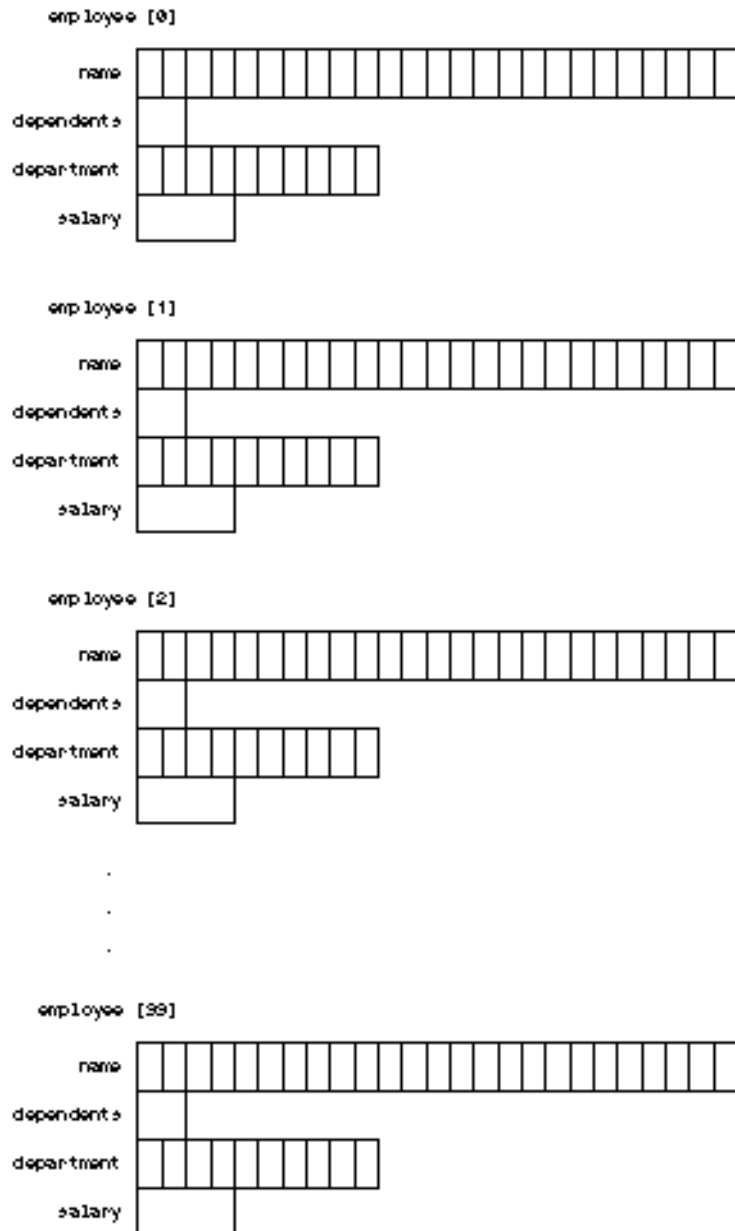 employee [0]
name
dependents
department
salary
employee [1]
name
dependents
department
salary
employee [2]
name
dependents
department
salary
.
.
.
employee [99]
name
dependents
department
salary